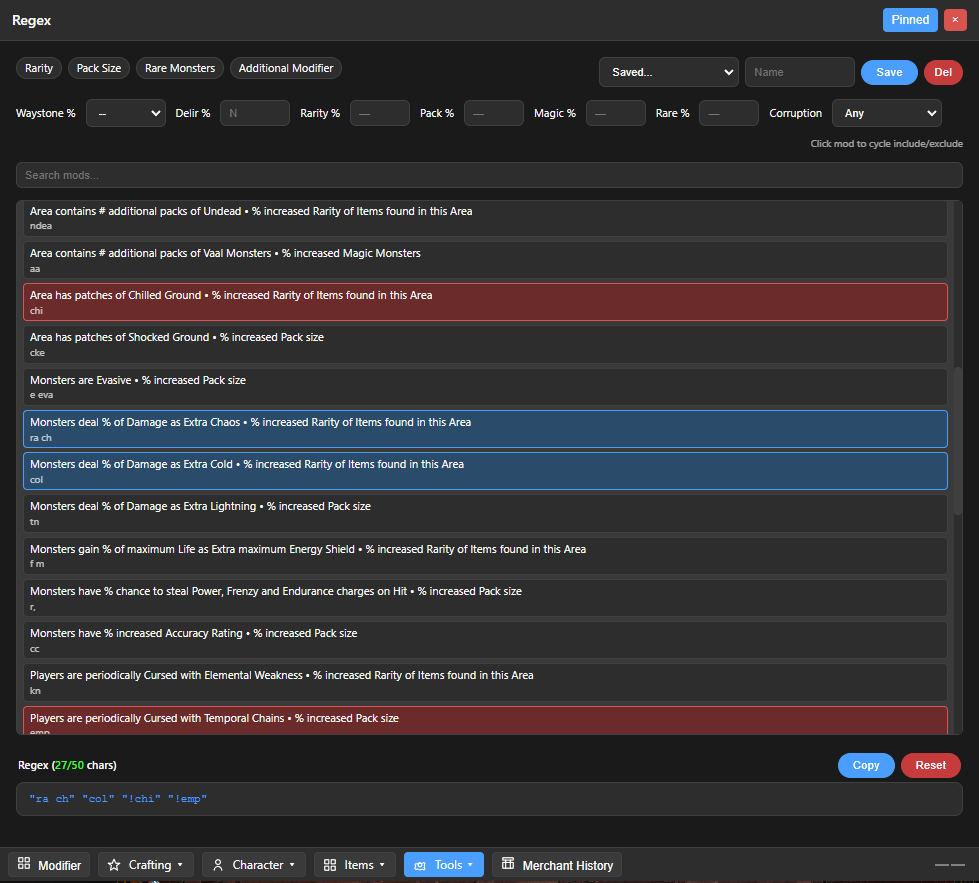 Regex
Pinned
×
Rarity
Pack Size
Rare Monsters
Additional Modifier
Saved...
Name
Save
Del
Waystone %
--
Delir %
N
Rarity %
—
Pack %
—
Magic %
—
Rare %
—
Corruption
Any
Click mod to cycle include/exclude
Search mods...
Area contains # additional packs of Undead • % increased Rarity of Items found in this Area
ndea
Area contains # additional packs of Vaal Monsters • % increased Magic Monsters
aa
Area has patches of Chilled Ground • % increased Rarity of Items found in this Area
chi
Area has patches of Shocked Ground • % increased Pack size
cke
Monsters are Evasive • % increased Pack size
e eva
Monsters deal % of Damage as Extra Chaos • % increased Rarity of Items found in this Area
ra ch
Monsters deal % of Damage as Extra Cold • % increased Rarity of Items found in this Area
col
Monsters deal % of Damage as Extra Lightning • % increased Pack size
tn
Monsters gain % of maximum Life as Extra maximum Energy Shield • % increased Rarity of Items found in this Area
f m
Monsters have % chance to steal Power, Frenzy and Endurance charges on Hit • % increased Pack size
r,
Monsters have % increased Accuracy Rating • % increased Pack size
cc
Players are periodically Cursed with Elemental Weakness • % increased Rarity of Items found in this Area
kn
Players are periodically Cursed with Temporal Chains • % increased Pack size
emp
Regex (27/50 chars)
Copy
Reset
"ra ch" "col" "!chi" "!emp"
Modifier
Crafting
Character
Items
Tools
Merchant History